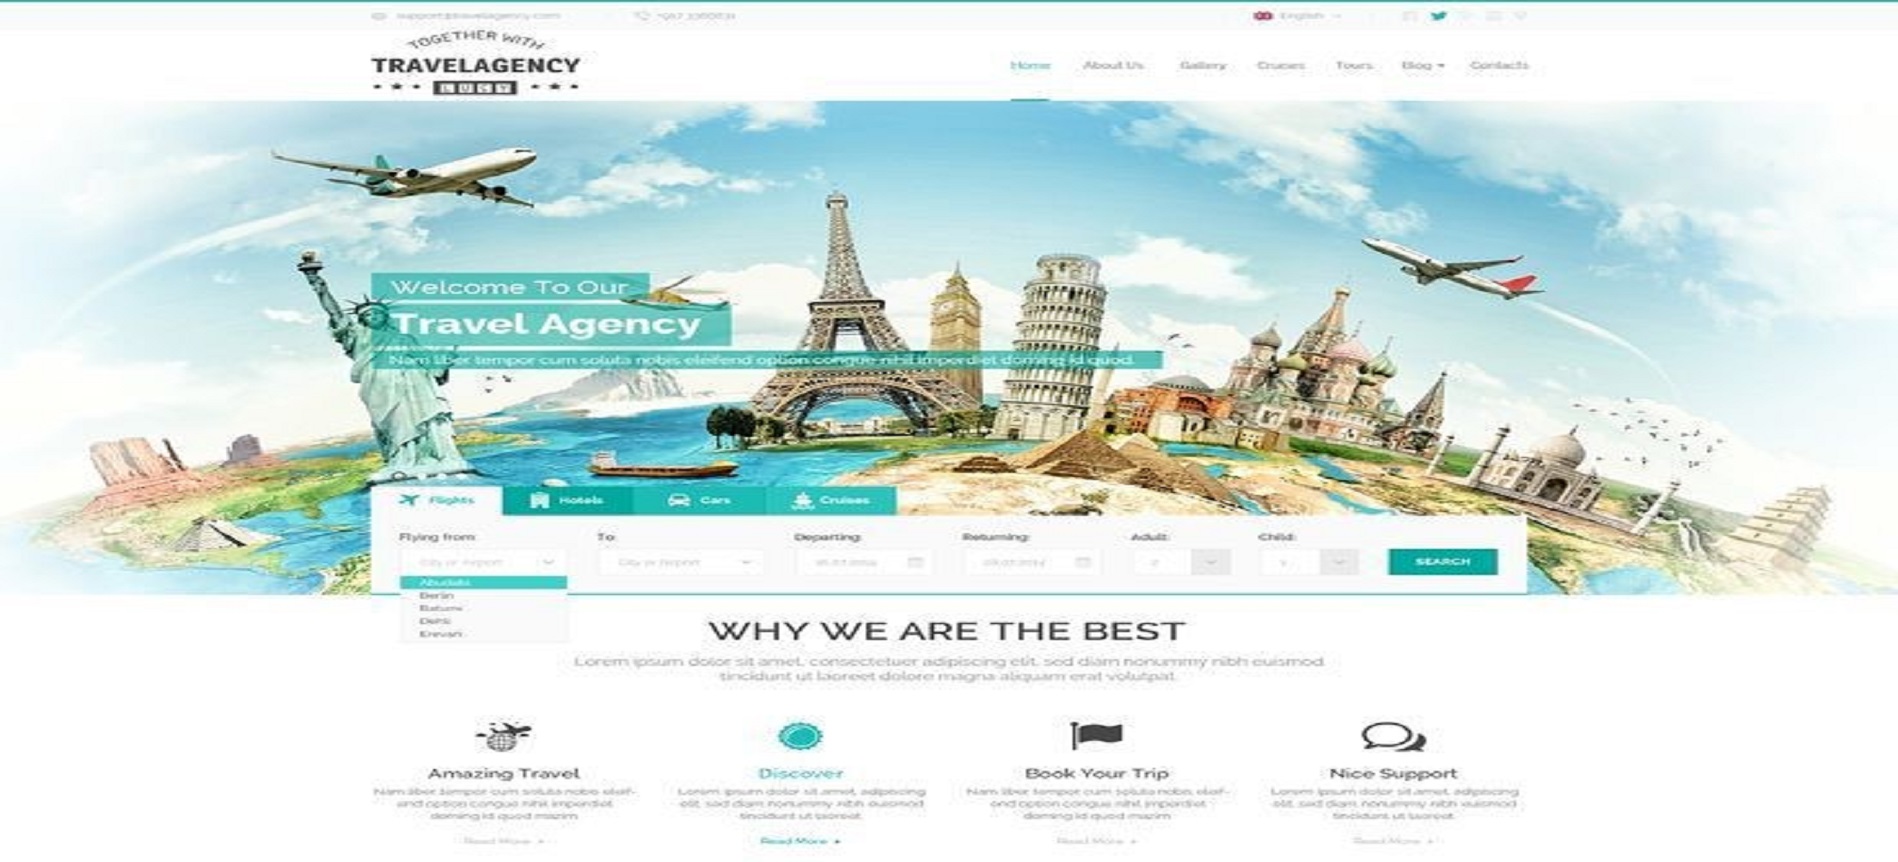 support@travelagency.com
English
TOGETHER WITH
TRAVELAGENCY
LUCY
Home About Us Gallery Cruises Tours Blog Contacts
Welcome To Our
Travel Agency
Nam liber tempor cum soluta nobis eleifend option congue nihil imperdiet doming id quod
Flights Hotels Cars Cruises
Flying from: To: Departing: Returning: Adult: Child:
City or Airport City or Airport SEARCH
Berlin
Batumi
Erevan
WHY WE ARE THE BEST
Lorem ipsum dolor sit amet, consectetuer adipiscing elit, sed diam nonummy nibh euismod
tincidunt ut laoreet dolore magna aliquam erat volutpat.
Amazing Travel
Nam liber tempor cum soluta nobis eleif-
end option congue nihil imperdiet
doming id quod mazim
Read More
Discover
Lorem ipsum dolor sit amet, adipiscing
elit, sed diam nonummy nibh euismod
tincidunt ut laoreet
Read More
Book Your Trip
Nam liber tempor cum soluta nobis eleif-
end option congue nihil imperdiet
doming id quod mazim
Read More
Nice Support
Lorem ipsum dolor sit amet, adipiscing
elit, sed diam nonummy nibh euismod
tincidunt ut laoreet
Read More